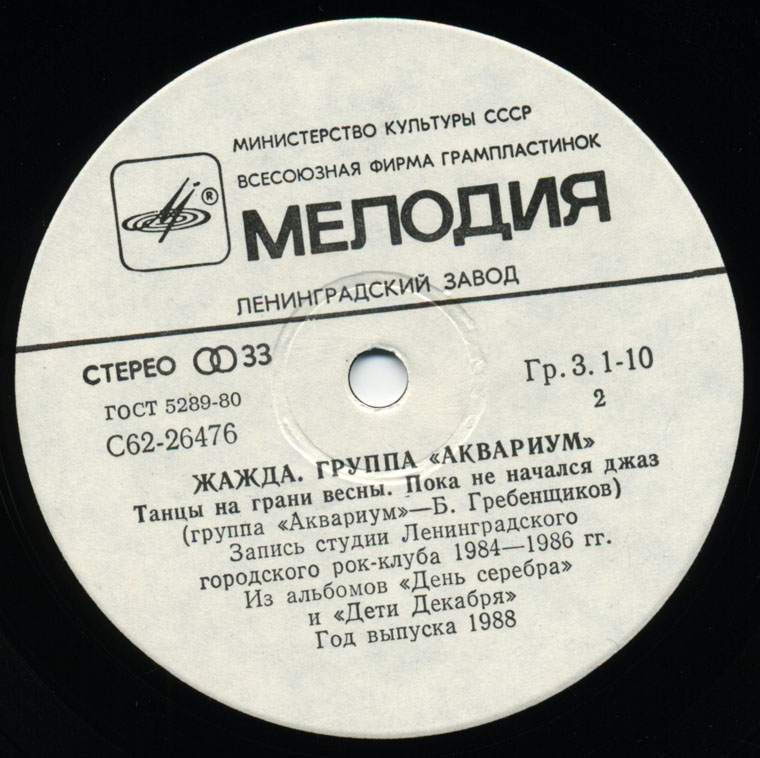 МИНИСТЕРСТВО КУЛЬТУРЫ СССР
ВСЕСОЮЗНАЯ ФИРМА ГРАМПЛАСТИНОК
®
МЕЛОДИЯ
ЛЕНИНГРАДСКИЙ ЗАВОД
СТЕРЕО 33
Гр. 3. 1-10
ГОСТ 5289-80
2
С62-26476
ЖАЖДА. ГРУППА «АКВАРИУМ»
Танцы на грани весны. Пока не начался джаз
(группа «Аквариум»—Б. Гребенщиков)
Запись студии Ленинградского
городского рок-клуба 1984—1986 гг.
Из альбомов «День серебра»
и «Дети Декабря»
Год выпуска 1988